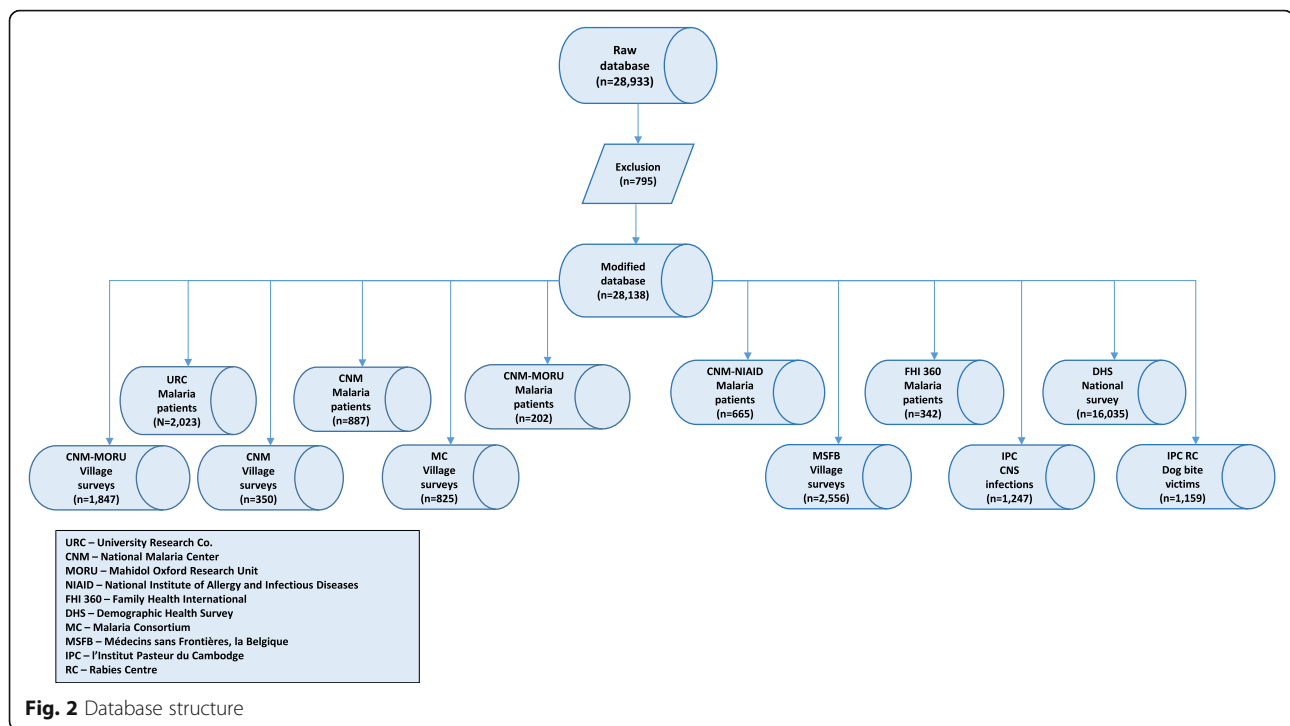 Raw
database
(n=28,933)
Exclusion
(n=795)
Modified
database
(n=28,138)
URC
Malaria
patients
(N=2,023)
CNM
Malaria
patients
(n=887)
CNM-MORU
Malaria
patients
(n=202)
CNM-NIAID
Malaria
patients
(n=665)
FHI 360
Malaria
patients
(n=342)
DHS
National
survey
(n=16,035)
CNM-MORU
Village
surveys
(n=1,847)
CNM
Village
surveys
(n=350)
MC
Village
surveys
(n=825)
MSFB
Village
surveys
(n=2,556)
IPC
CNS
infections
(n=1,247)
IPC RC
Dog bite
victims
(n=1,159)
URC – University Research Co.
CNM – National Malaria Center
MORU – Mahidol Oxford Research Unit
NIAID – National Institute of Allergy and Infectious Diseases
FHI 360 – Family Health International
DHS – Demographic Health Survey
MC – Malaria Consortium
MSFB – Médecins sans Frontières, la Belgique
IPC – l'Institut Pasteur du Cambodge
RC – Rabies Centre
Fig. 2 Database structure